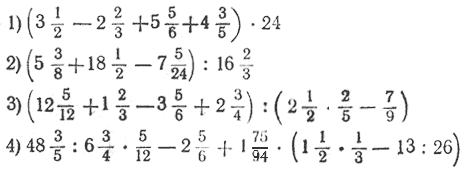 1) (3 1/2 − 2 2/3 + 5 5/6 + 4 3/5) · 24
2) (5 3/8 + 18 1/2 − 7 5/24) : 16 2/3
3) (12 5/12 + 1 2/3 − 3 5/6 + 2 3/4) : (2 1/2 · 2/5 − 7/9)
4) 48 3/5 : 6 3/4 · 5/12 − 2 5/6 + 1 75/94 · (1 1/2 · 1/3 − 13 : 26)